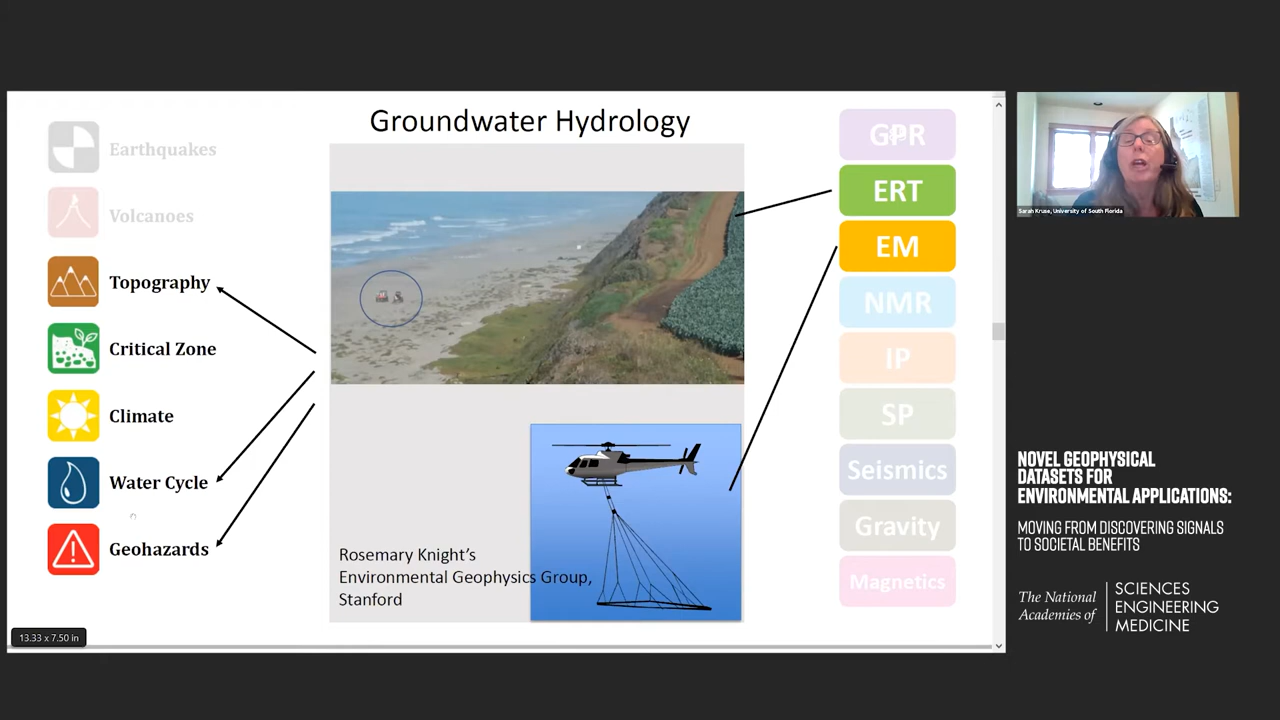 Groundwater Hydrology
Earthquakes
Volcanoes
Topography
Critical Zone
Climate
Water Cycle
Geohazards
Rosemary Knight's
Environmental Geophysics Group,
Stanford
GPR
ERT
EM
NMR
IP
SP
Seismics
Gravity
Magnetics
13.33 x 7.50 in
Sarah Kruse, University of South Florida
NOVEL GEOPHYSICAL
DATASETS FOR
ENVIRONMENTAL APPLICATIONS:
MOVING FROM DISCOVERING SIGNALS
TO SOCIETAL BENEFITS
The National
Academies of
SCIENCES
ENGINEERING
MEDICINE